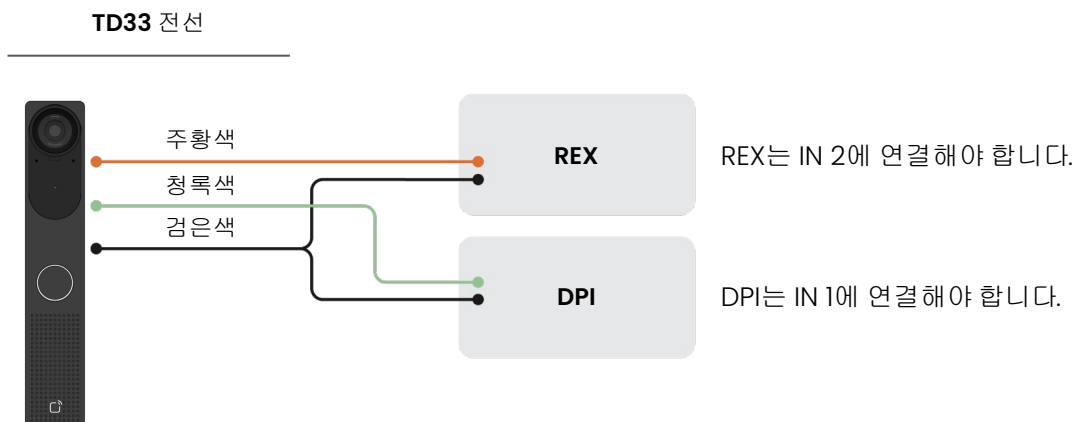 TD33 전선
주황색
REX
REX는 IN 2에 연결해야 합니다.
청록색
검은색
DPI
DPI는 IN 1에 연결해야 합니다.